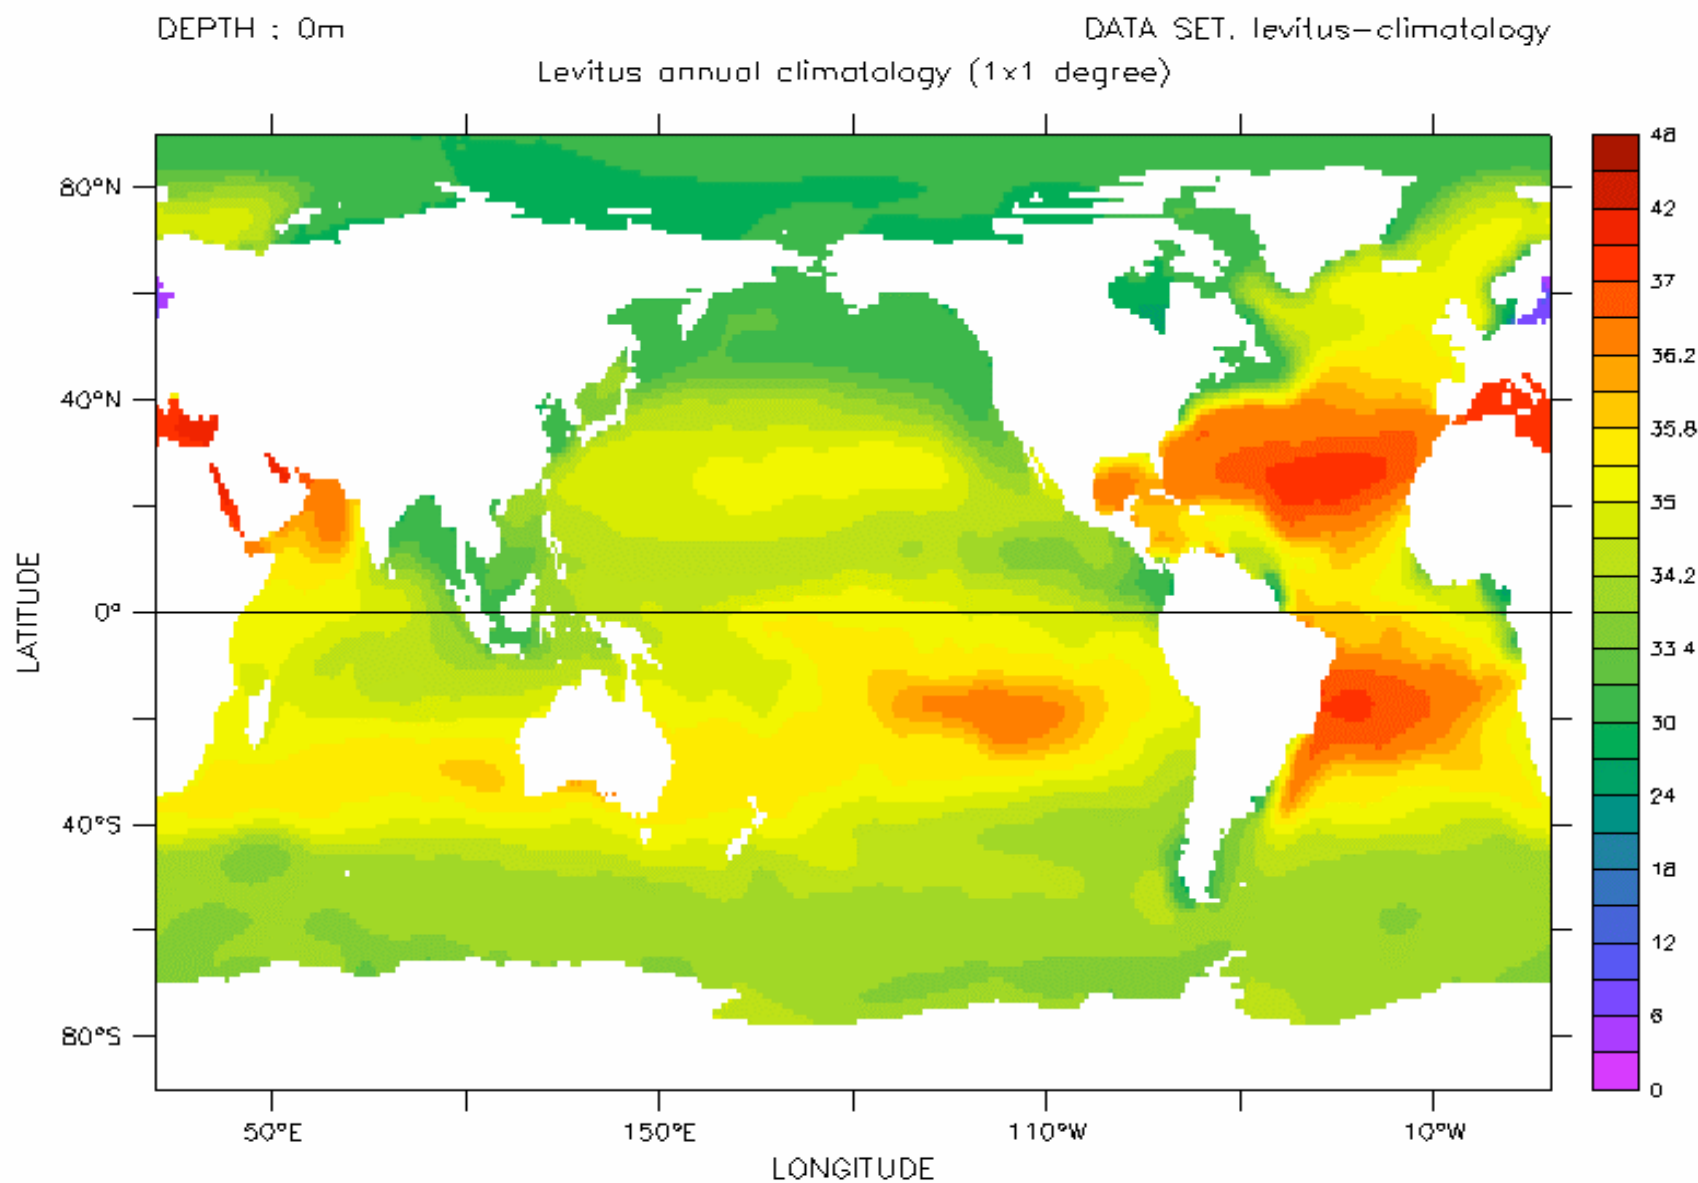 DEPTH : 0m
DATA SET. levitus-climatology
Levitus annual climatology (1x1 degree)
80°N
40°N
0°
40°S
80°S
LATITUDE
50°E
150°E
110°W
10°W
LONGITUDE
48
42
37
36.2
35.8
35
34.2
33 4
30
24
18
12
6
0